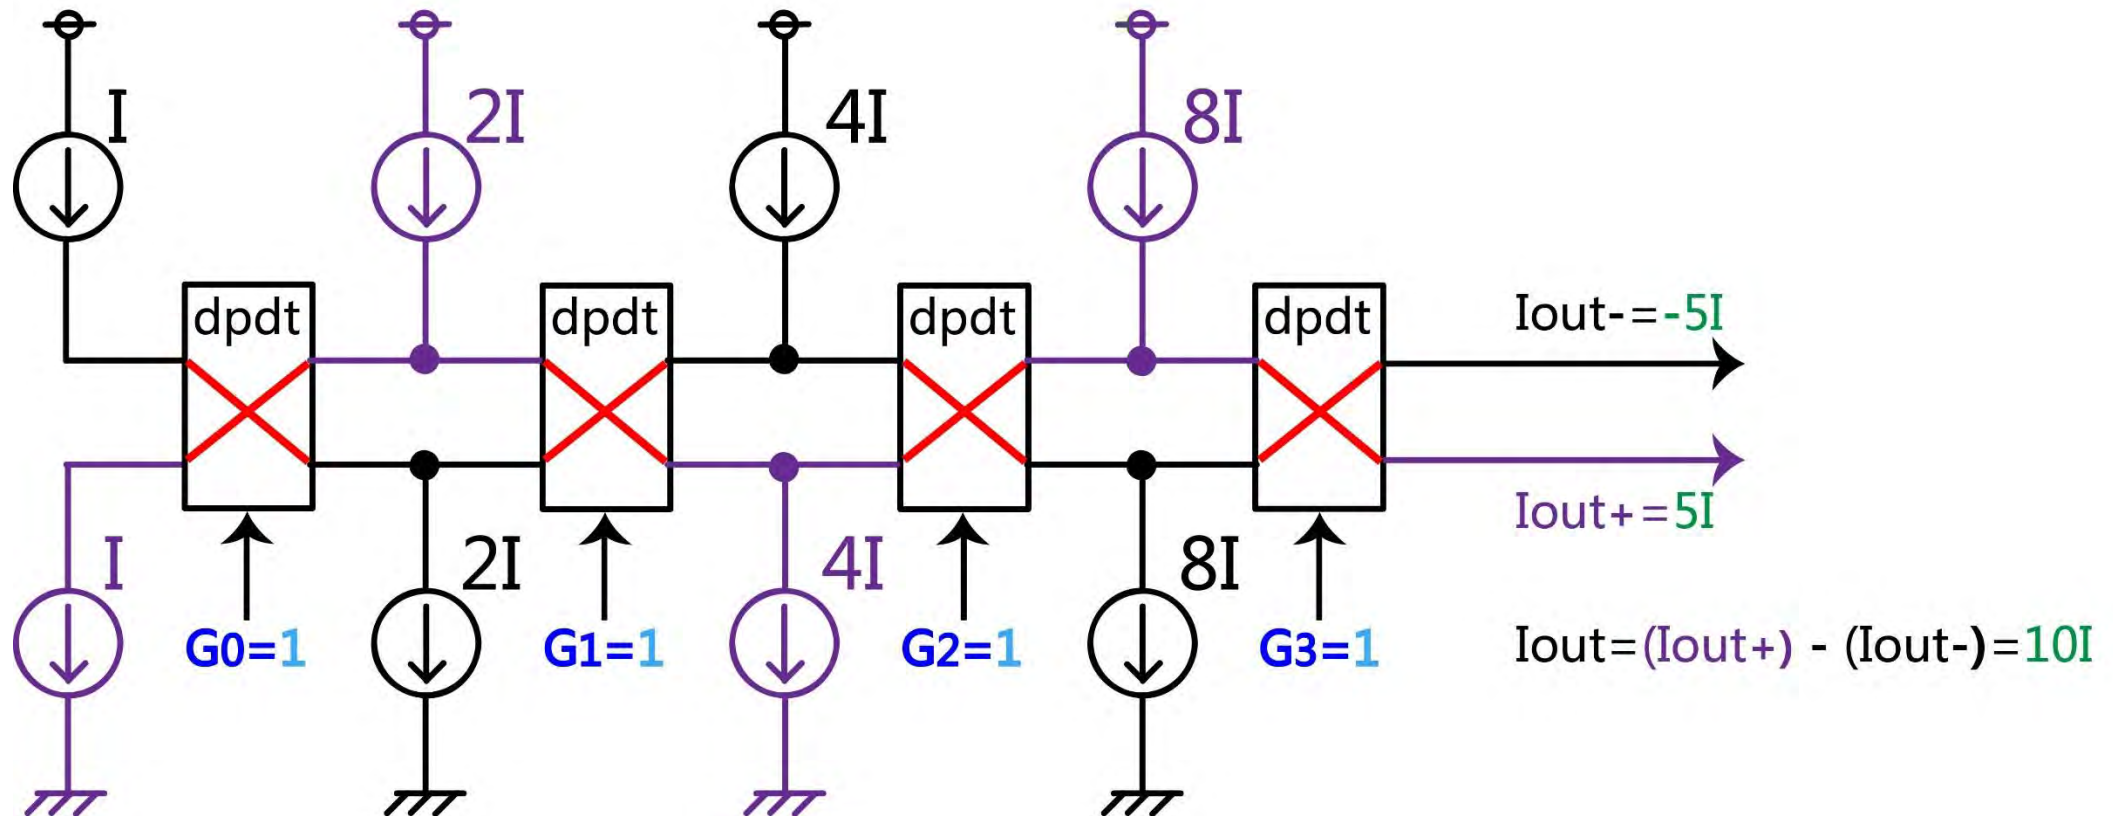 I
2I
4I
8I
dpdt
dpdt
dpdt
dpdt
Iout-=-5I
Iout+=5I
I
2I
4I
8I
G0=1
G1=1
G2=1
G3=1
Iout=(Iout+) - (Iout-)=10I